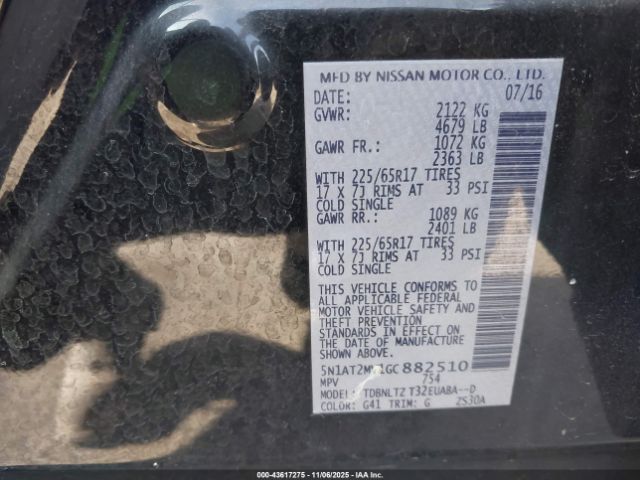 MFD BY NISSAN MOTOR CO., LTD.
DATE: 07/16
GVWR: 2122 KG
4679 LB
GAWR FR.: 1072 KG
2363 LB
WITH 225/65R17 TIRES
17 X 7J RIMS AT 33 PSI
COLD SINGLE
GAWR RR.: 1089 KG
2401 LB
WITH 225/65R17 TIRES
17 X 7J RIMS AT 33 PSI
COLD SINGLE
THIS VEHICLE CONFORMS TO
ALL APPLICABLE FEDERAL
MOTOR VEHICLE SAFETY AND
THEFT PREVENTION
STANDARDS IN EFFECT ON
THE DATE OF MANUFACTURE
SHOWN ABOVE.
MPV 754
MODEL: TDBNLTZ T32EUABA--D
COLOR: G41 TRIM: G ZS30A
000-43617275 - 11/06/2025 - IAA Inc.